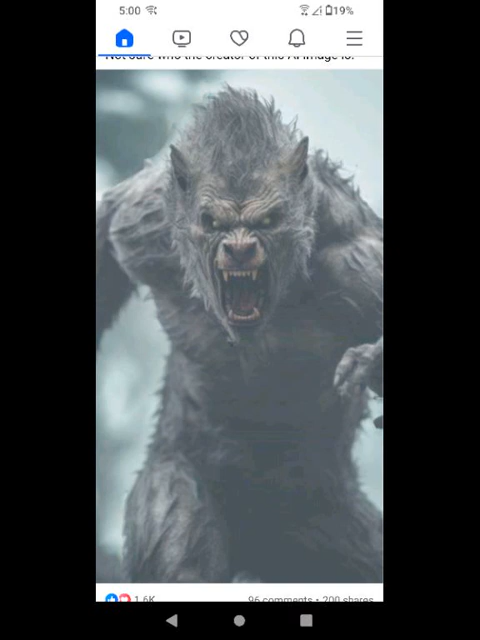 5:00 19%
Not sure who the creator of this AI image is.
1.6K 96 comments • 200 shares